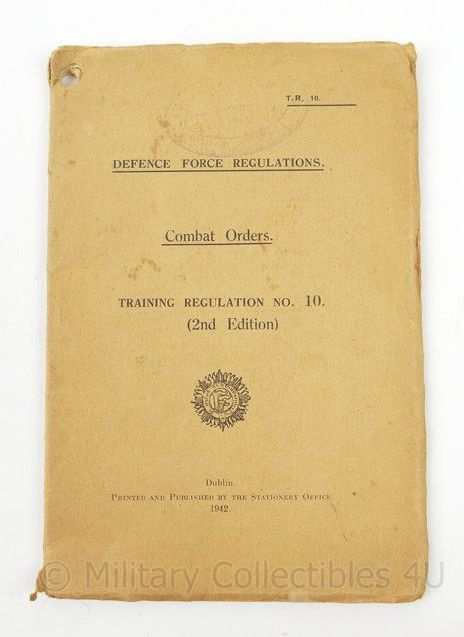 T.R. 10.
DEFENCE FORCE REGULATIONS.
Combat Orders.
TRAINING REGULATION NO. 10.
(2nd Edition)
Dublin.
PRINTED AND PUBLISHED BY THE STATIONERY OFFICE
1942.
© Military Collectibles 4U